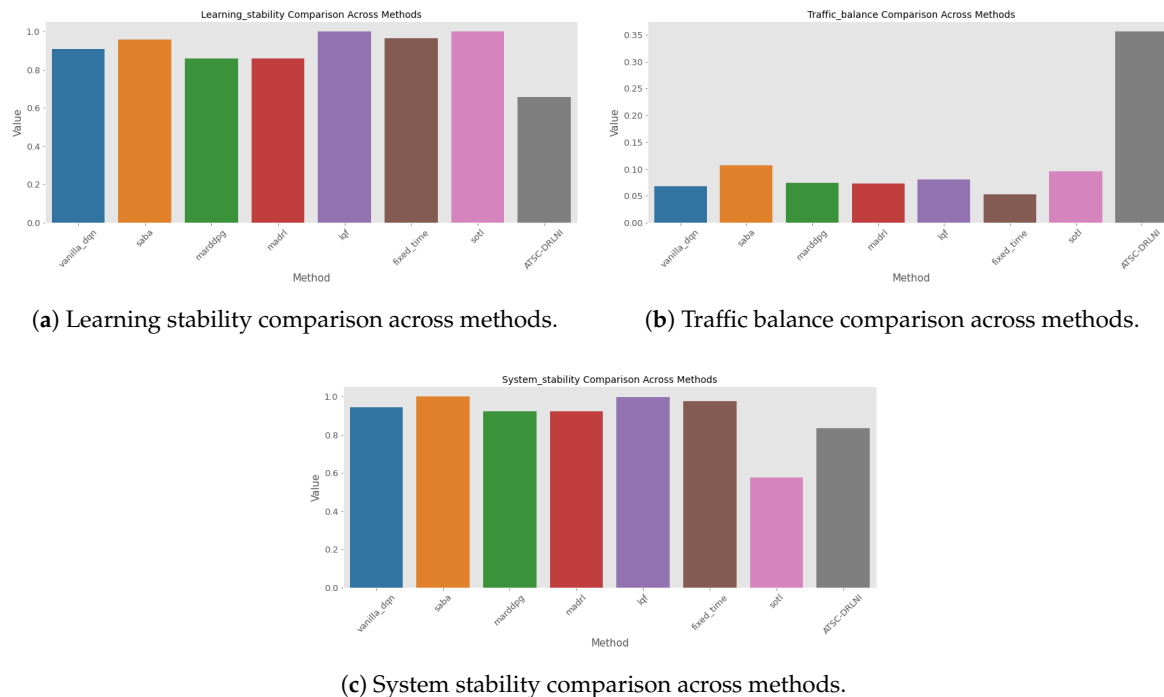 Learning_stability Comparison Across Methods
Value
1.0
0.8
0.6
0.4
0.2
0.0
vanilla_dqn
saba
marddpg
madrl
lqf
fixed_time
sotl
ATSC-DRLNI
Method
(a) Learning stability comparison across methods.
Traffic_balance Comparison Across Methods
Value
0.35
0.30
0.25
0.20
0.15
0.10
0.05
0.00
vanilla_dqn
saba
marddpg
madrl
lqf
fixed_time
sotl
ATSC-DRLNI
Method
(b) Traffic balance comparison across methods.
System_stability Comparison Across Methods
Value
1.0
0.8
0.6
0.4
0.2
0.0
vanilla_dqn
saba
marddpg
madrl
lqf
fixed_time
sotl
ATSC-DRLNI
Method
(c) System stability comparison across methods.